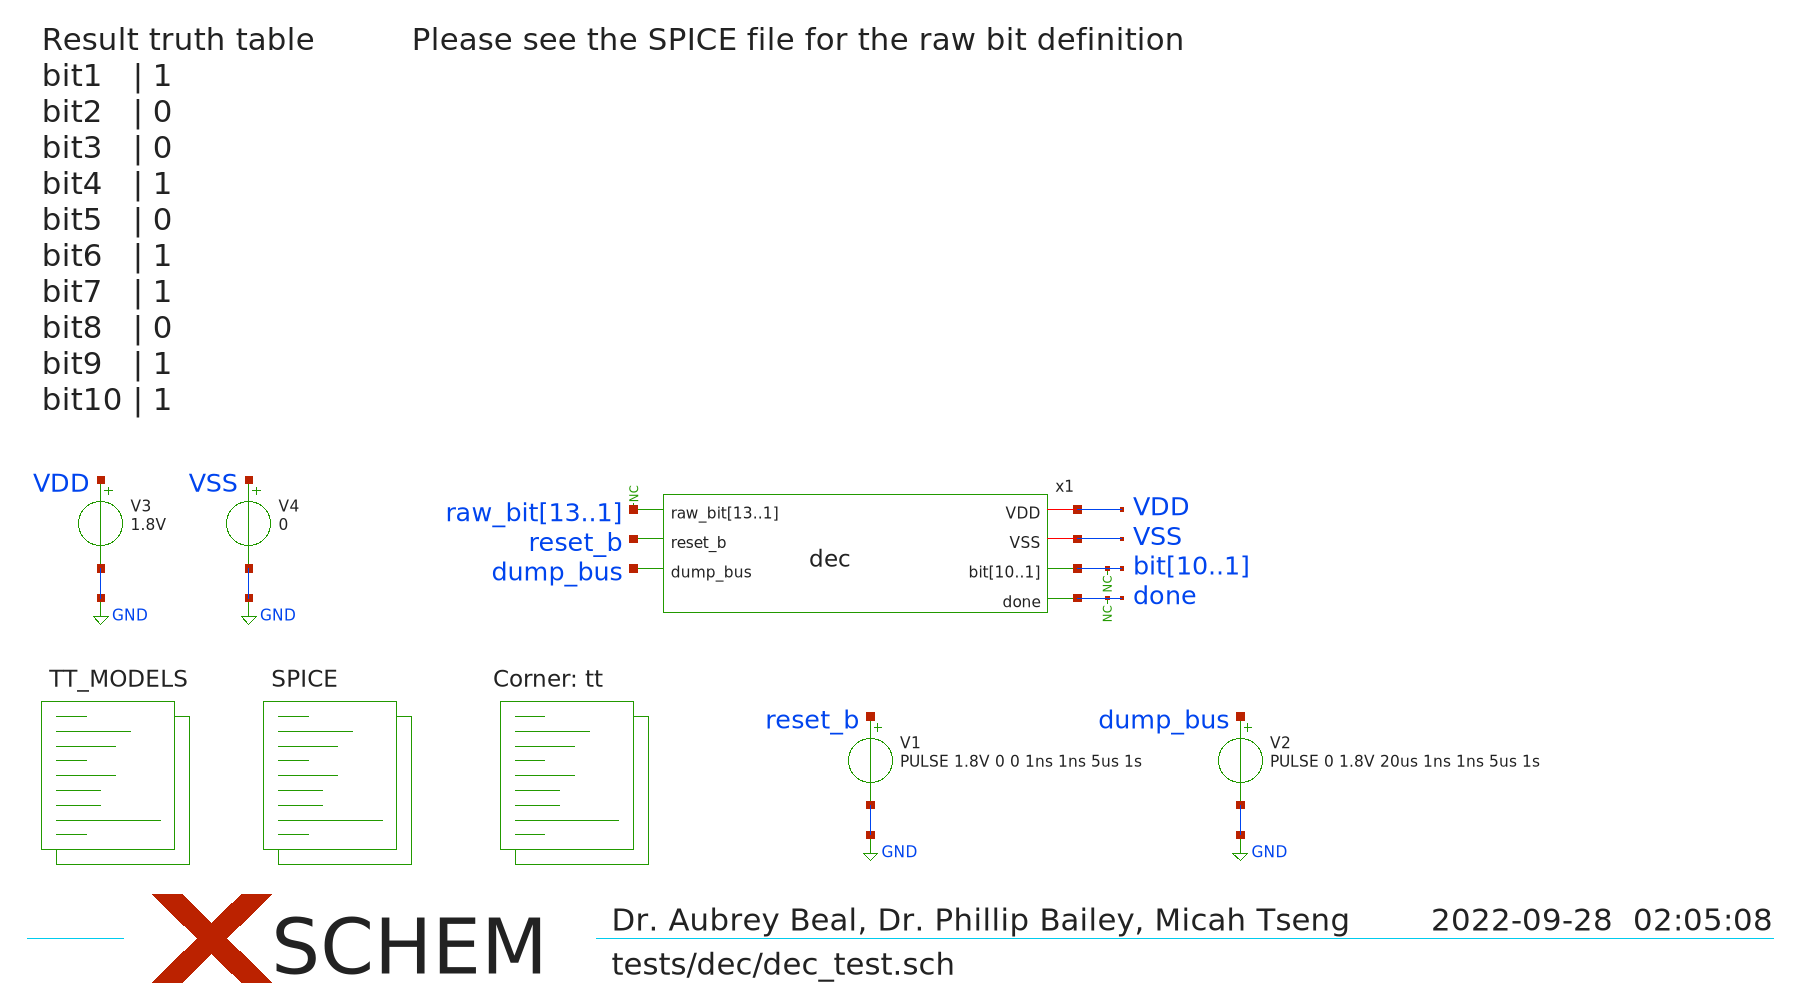 Result truth table
Please see the SPICE file for the raw bit definition
bit1 | 1
bit2 | 0
bit3 | 0
bit4 | 1
bit5 | 0
bit6 | 1
bit7 | 1
bit8 | 0
bit9 | 1
bit10 | 1
VDD
V3
1.8V
GND
VSS
V4
0
GND
raw_bit[13..1]
reset_b
dump_bus
NC
x1
raw_bit[13..1]
reset_b
dump_bus
dec
VDD
VSS
bit[10..1]
done
VDD
VSS
bit[10..1]
done
NC
NC
TT_MODELS
SPICE
Corner: tt
reset_b
V1
PULSE 1.8V 0 0 1ns 1ns 5us 1s
GND
dump_bus
V2
PULSE 0 1.8V 20us 1ns 1ns 5us 1s
GND
XSCHEM
Dr. Aubrey Beal, Dr. Phillip Bailey, Micah Tseng
2022-09-28 02:05:08
tests/dec/dec_test.sch